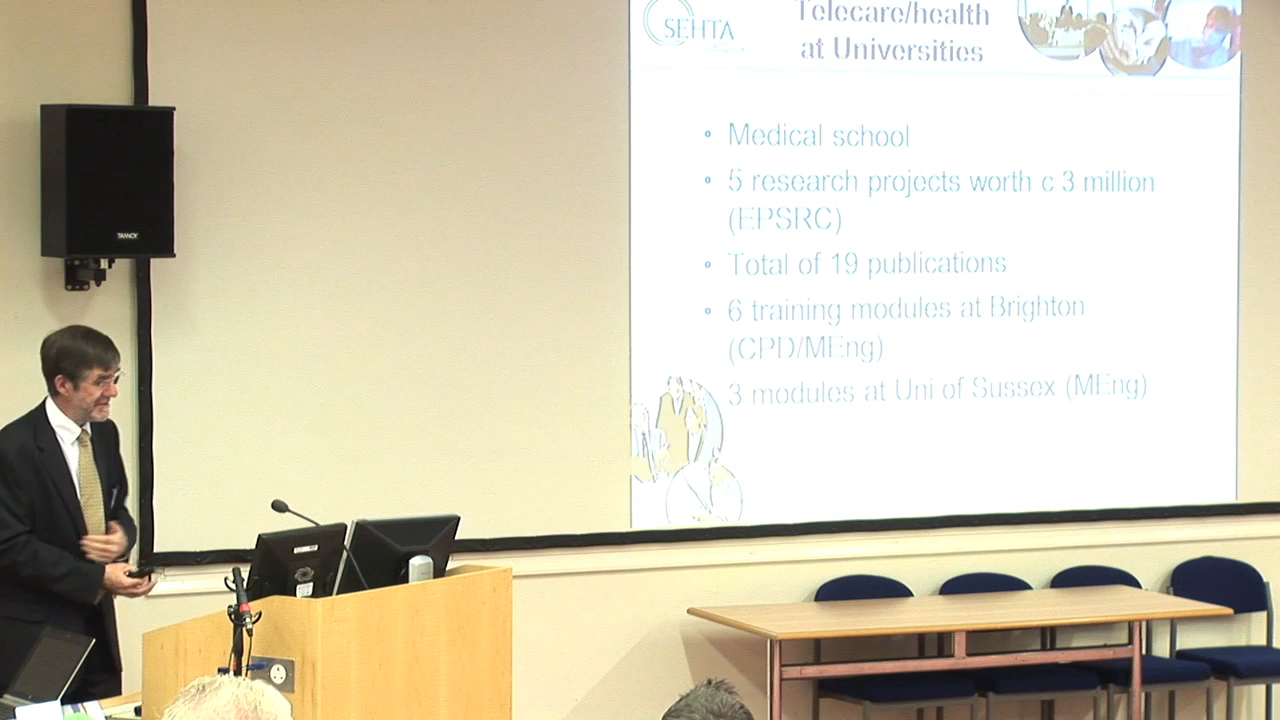 SEHTA
Telecare/health
at Universities
• Medical school
• 5 research projects worth c 3 million
(EPSRC)
• Total of 19 publications
• 6 training modules at Brighton
(CPD/MEng)
3 modules at Uni of Sussex (MEng)
TANNOY